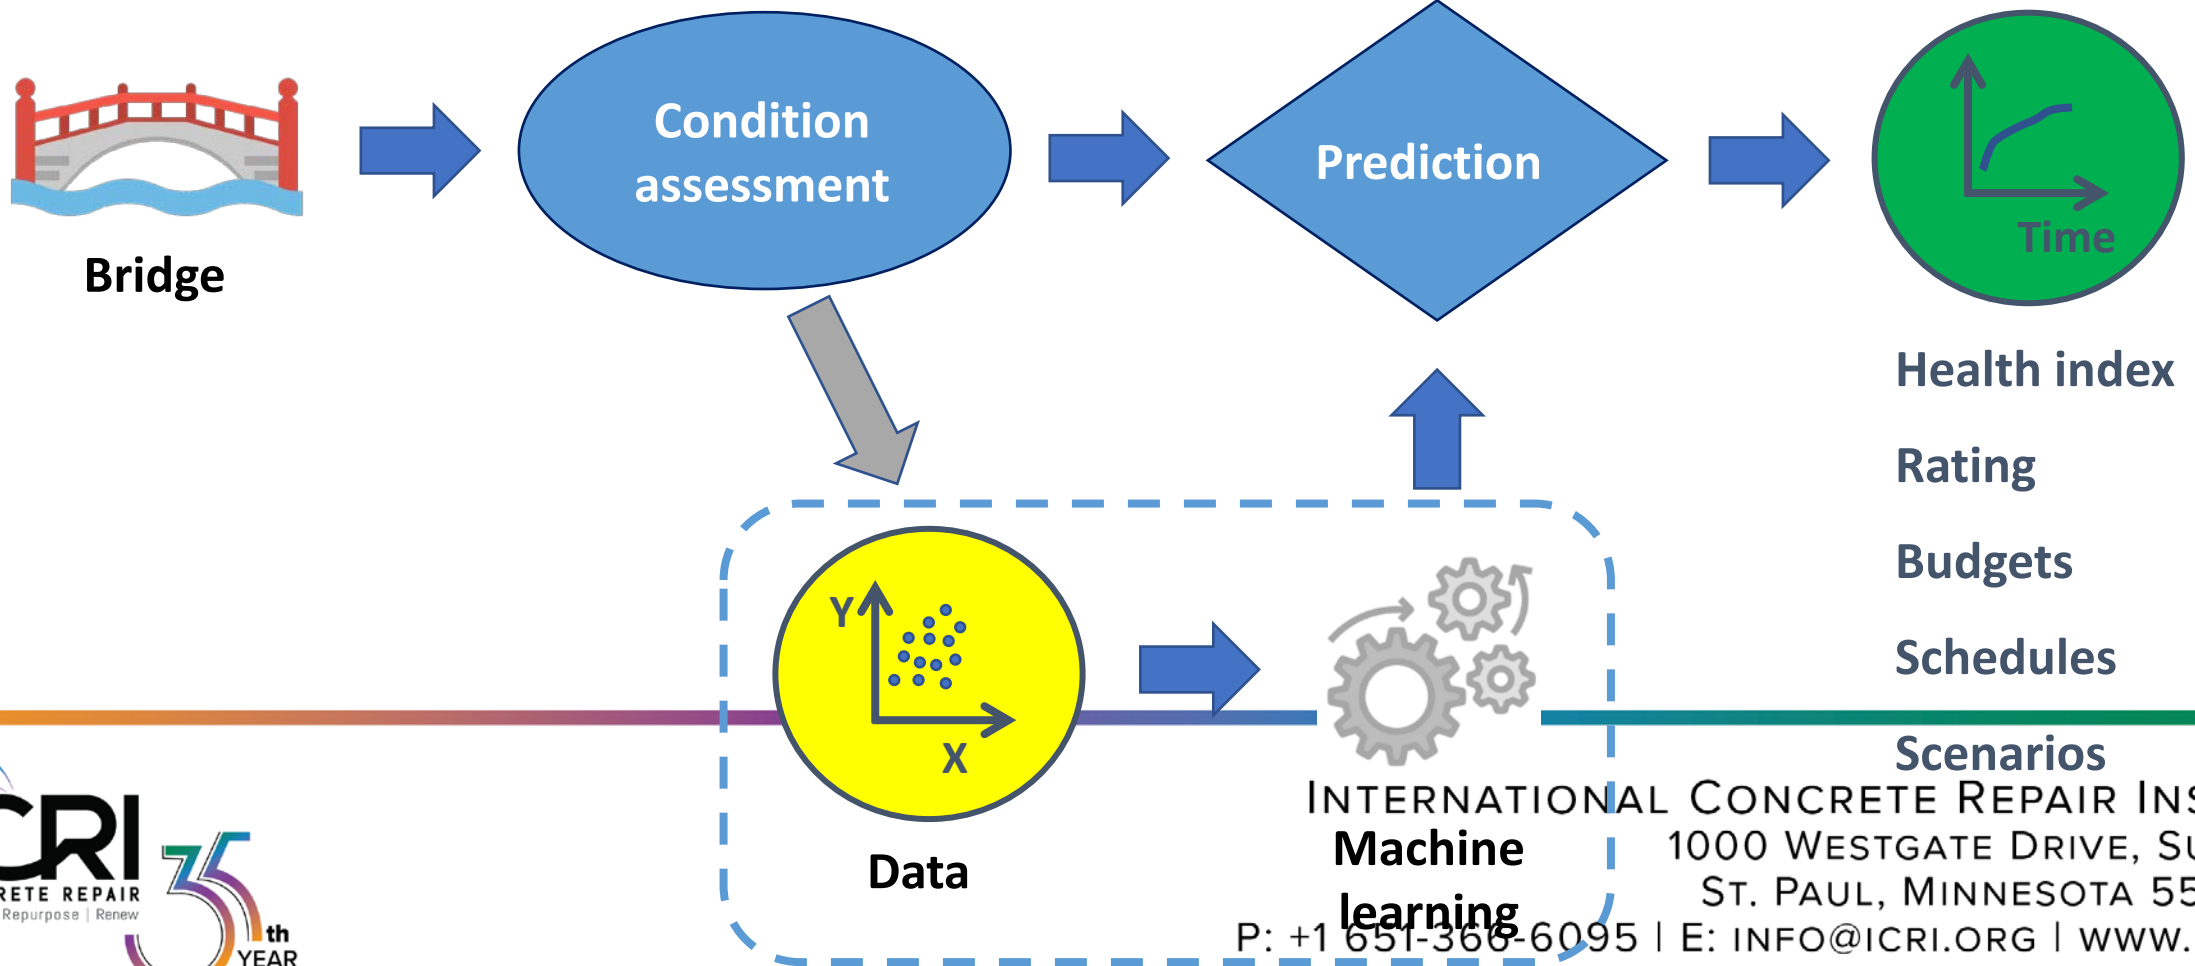 Condition
assessment
Prediction
Time
Bridge
Health index
Rating
Budgets
Schedules
Scenarios
Y
X
Data
Machine
learning
CRI
RETE REPAIR
Repurpose | Renew
35th
YEAR
INTERNATIONAL CONCRETE REPAIR INS
1000 WESTGATE DRIVE, SU
ST. PAUL, MINNESOTA 55
P: +1 651-366-6095 | E: INFO@ICRI.ORG | WWW.